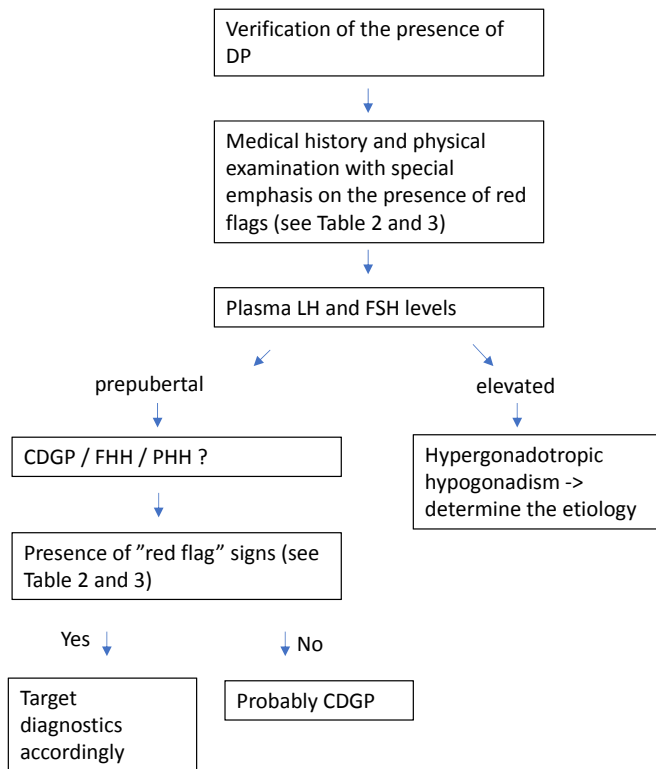 Verification of the presence of
DP
Medical history and physical
examination with special
emphasis on the presence of red
flags (see Table 2 and 3)
Plasma LH and FSH levels
prepubertal
elevated
CDGP / FHH / PHH ?
Hypergonadotropic
hypogonadism ->
determine the etiology
Presence of ”red flag” signs (see
Table 2 and 3)
Yes
No
Target
diagnostics
accordingly
Probably CDGP